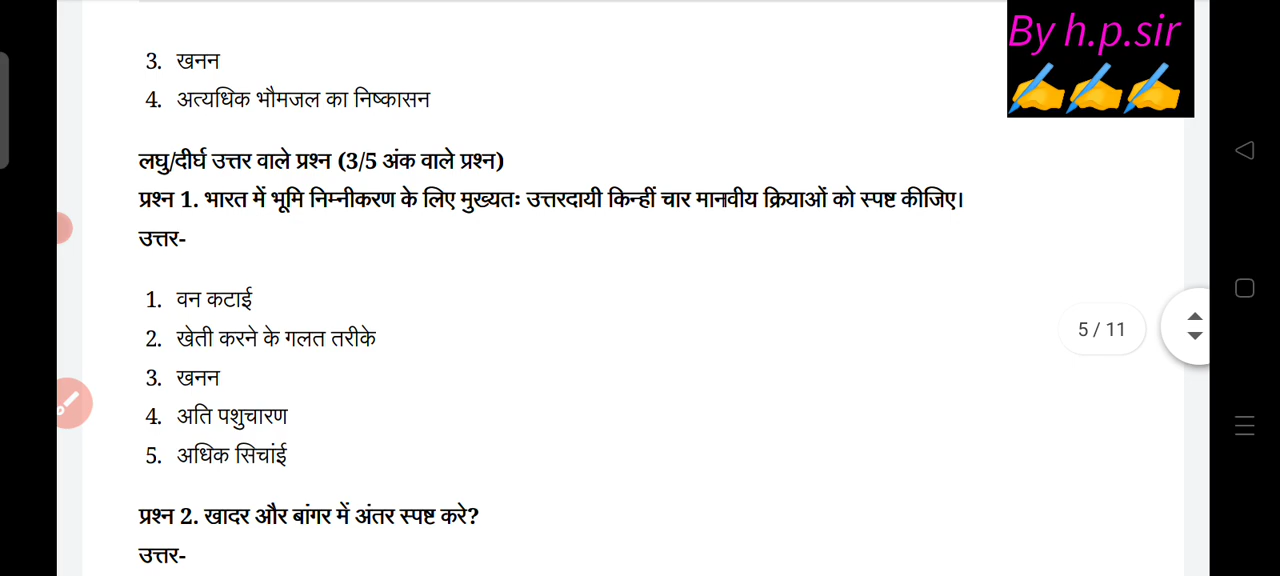 By h.p.sir
3. खनन
4. अत्यधिक भौमजल का निष्कासन
लघु/दीर्घ उत्तर वाले प्रश्न (3/5 अंक वाले प्रश्न)
प्रश्न 1. भारत में भूमि निम्नीकरण के लिए मुख्यतः उत्तरदायी किन्हीं चार मानवीय क्रियाओं को स्पष्ट कीजिए।
उत्तर-
1. वन कटाई
2. खेती करने के गलत तरीके
3. खनन
4. अति पशुचारण
5. अधिक सिचांई
5 / 11
प्रश्न 2. खादर और बांगर में अंतर स्पष्ट करे?
उत्तर-